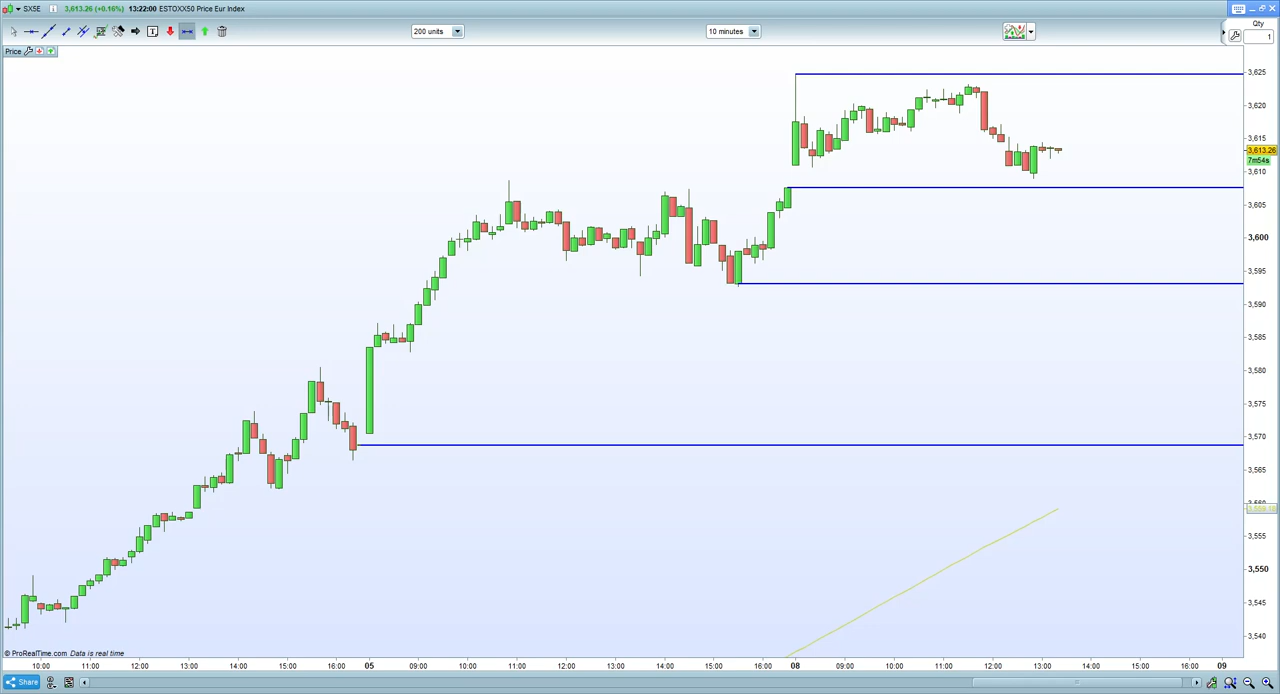 SX5E 3,613.26 (+0.16%) 13:22:00 ESTOXX50 Price Eur Index
200 units 10 minutes
Qty
1
Price
3,625
3,620
3,615
3,613.26
7m54s
3,610
3,605
3,600
3,595
3,590
3,585
3,580
3,575
3,570
3,565
3,555
3,550
3,545
3,540
© ProRealTime.com Data is real time
10:00 11:00 12:00 13:00 14:00 15:00 16:00 05 09:00 10:00 11:00 12:00 13:00 14:00 15:00 16:00 08 09:00 10:00 11:00 12:00 13:00 14:00 15:00 16:00 09
Share